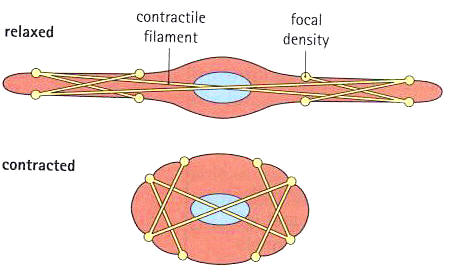 relaxed
contractile
filament
focal
density
contracted